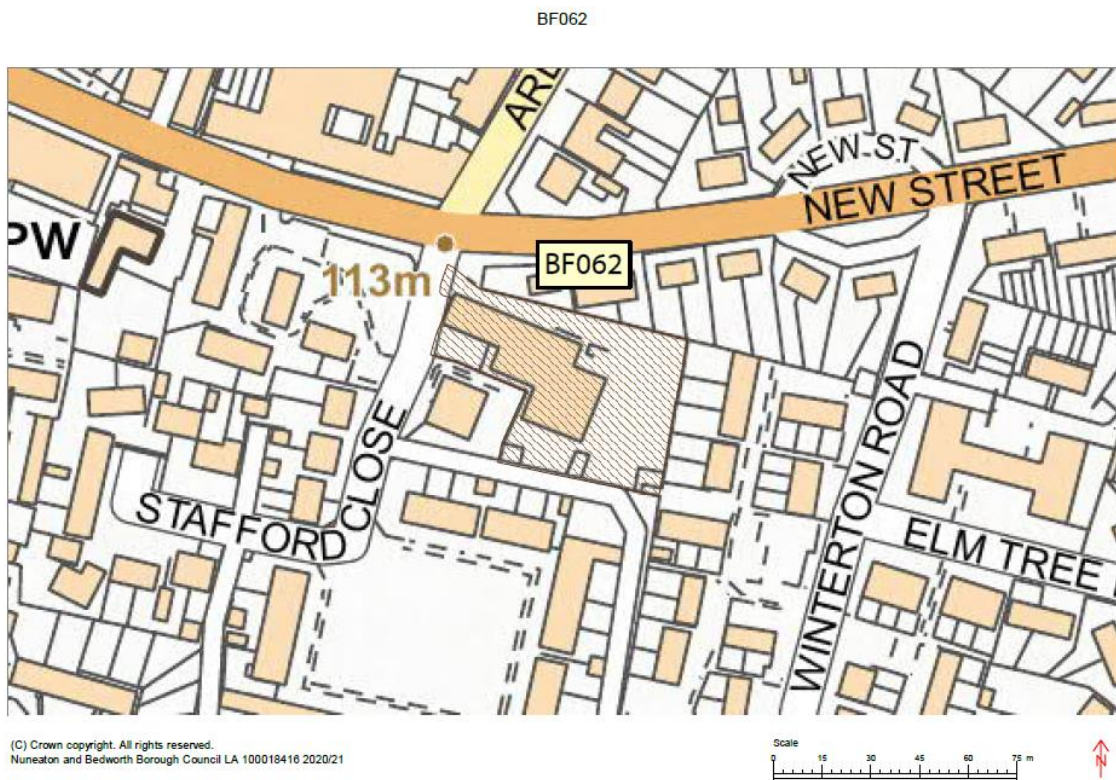 BF062
ARL
NEW ST
NEW STREET
PW
113m
BF062
STAFFORD CLOSE
WINTERTON ROAD
ELM TREE
(C) Crown copyright. All rights reserved.
Nuneaton and Bedworth Borough Council LA 100018416 2020/21
Scale
0 15 30 45 60 75 m
N